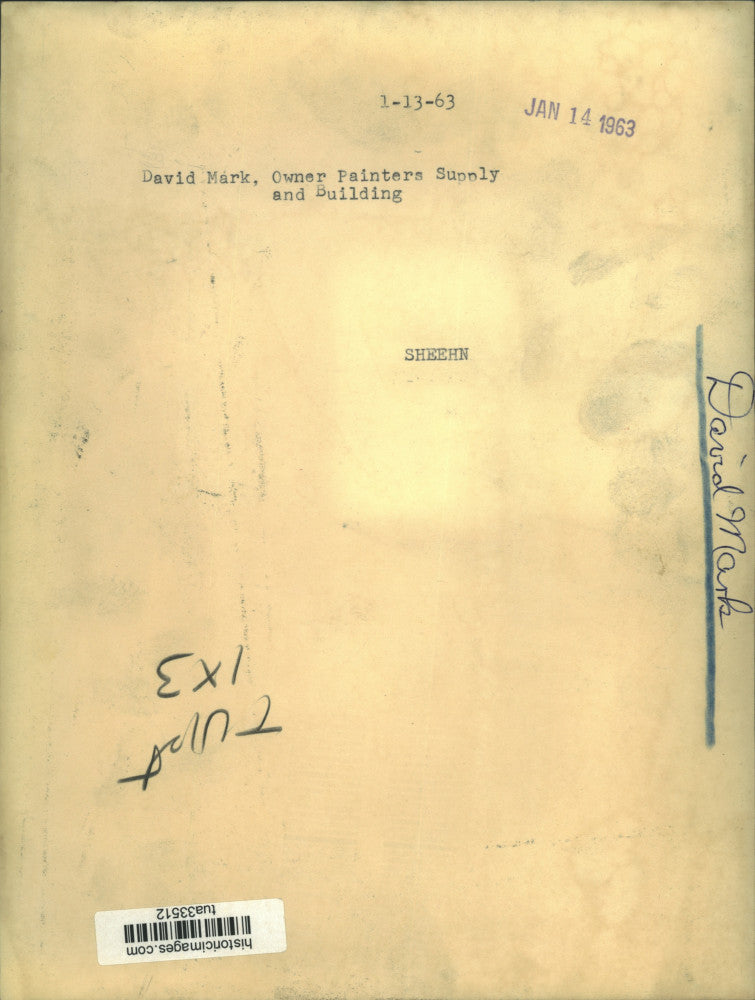 1-13-63
JAN 14 1963
David Mark, Owner Painters Supply
and Building
SHEEHN
David Mark
1X3
historicimages.com
tua33512